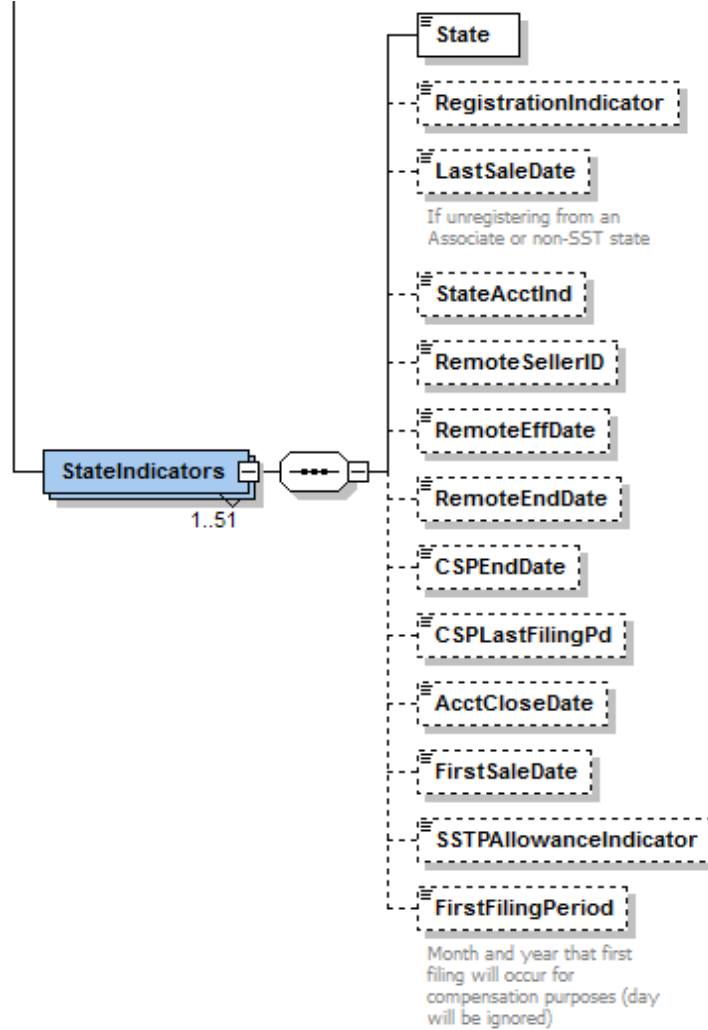 State
RegistrationIndicator
LastSaleDate
If unregistering from an
Associate or non-SST state
StateAcctInd
RemoteSellerID
RemoteEffDate
StateIndicators
1..51
RemoteEndDate
CSPEndDate
CSPLastFilingPd
AcctCloseDate
FirstSaleDate
SSTPAllowanceIndicator
FirstFilingPeriod
Month and year that first
filing will occur for
compensation purposes (day
will be ignored)